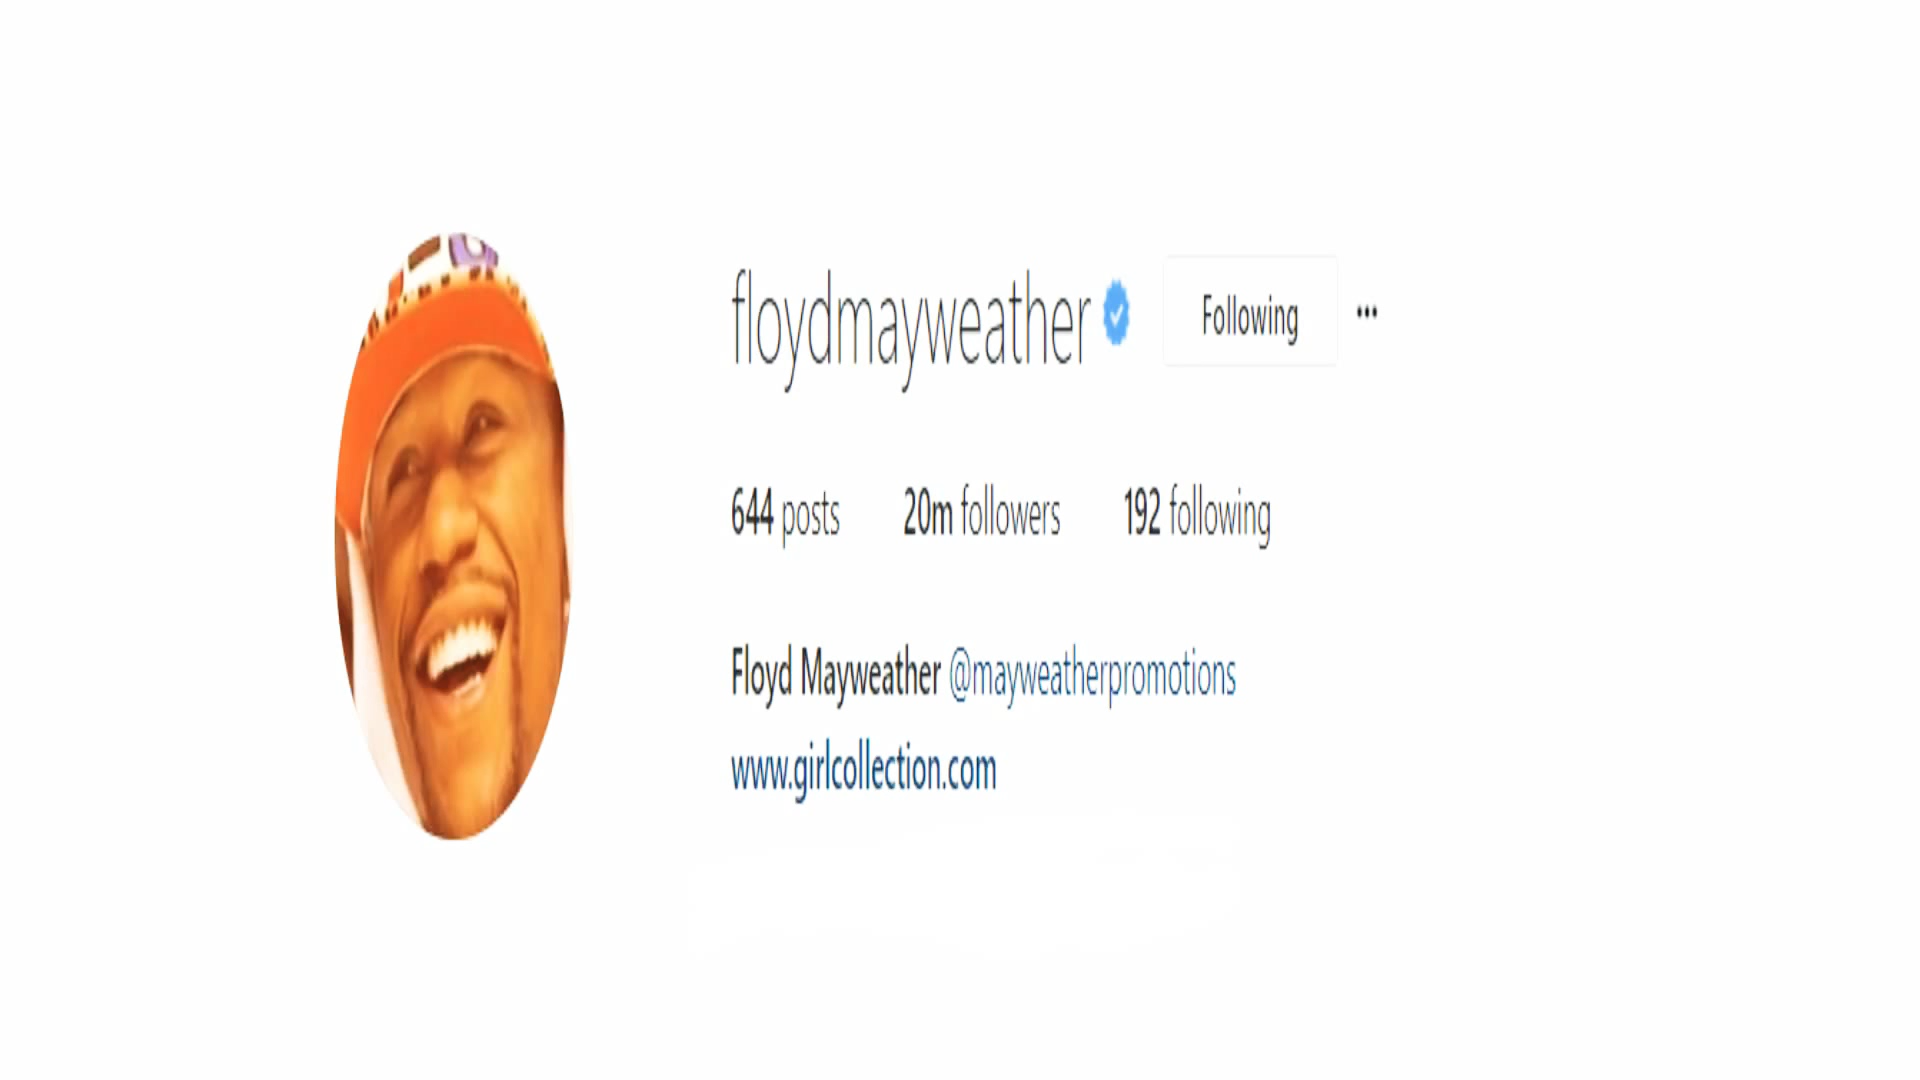 floydmayweather Following ...
644 posts 20m followers 192 following
Floyd Mayweather @mayweatherpromotions
www.girlcollection.com